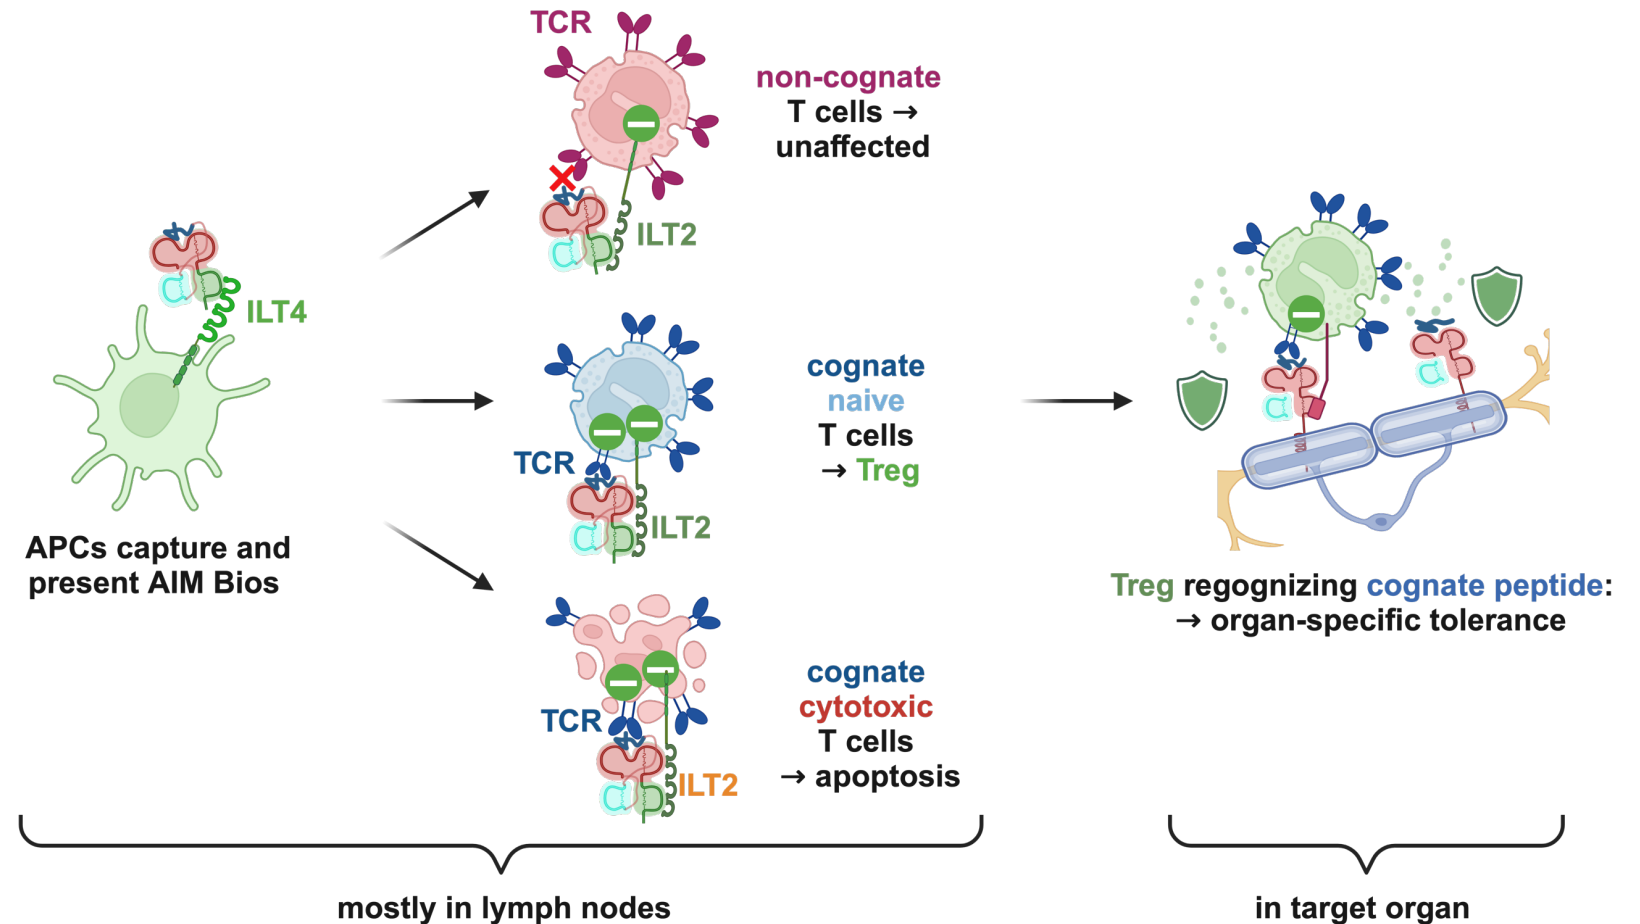 TCR
non-cognate
T cells →
unaffected
ILT2
ILT4
APCs capture and
present AIM Bios
cognate
naive
T cells
→ Treg
TCR
ILT2
cognate
cytotoxic
T cells
→ apoptosis
TCR
ILT2
Treg regognizing cognate peptide:
→ organ-specific tolerance
mostly in lymph nodes
in target organ